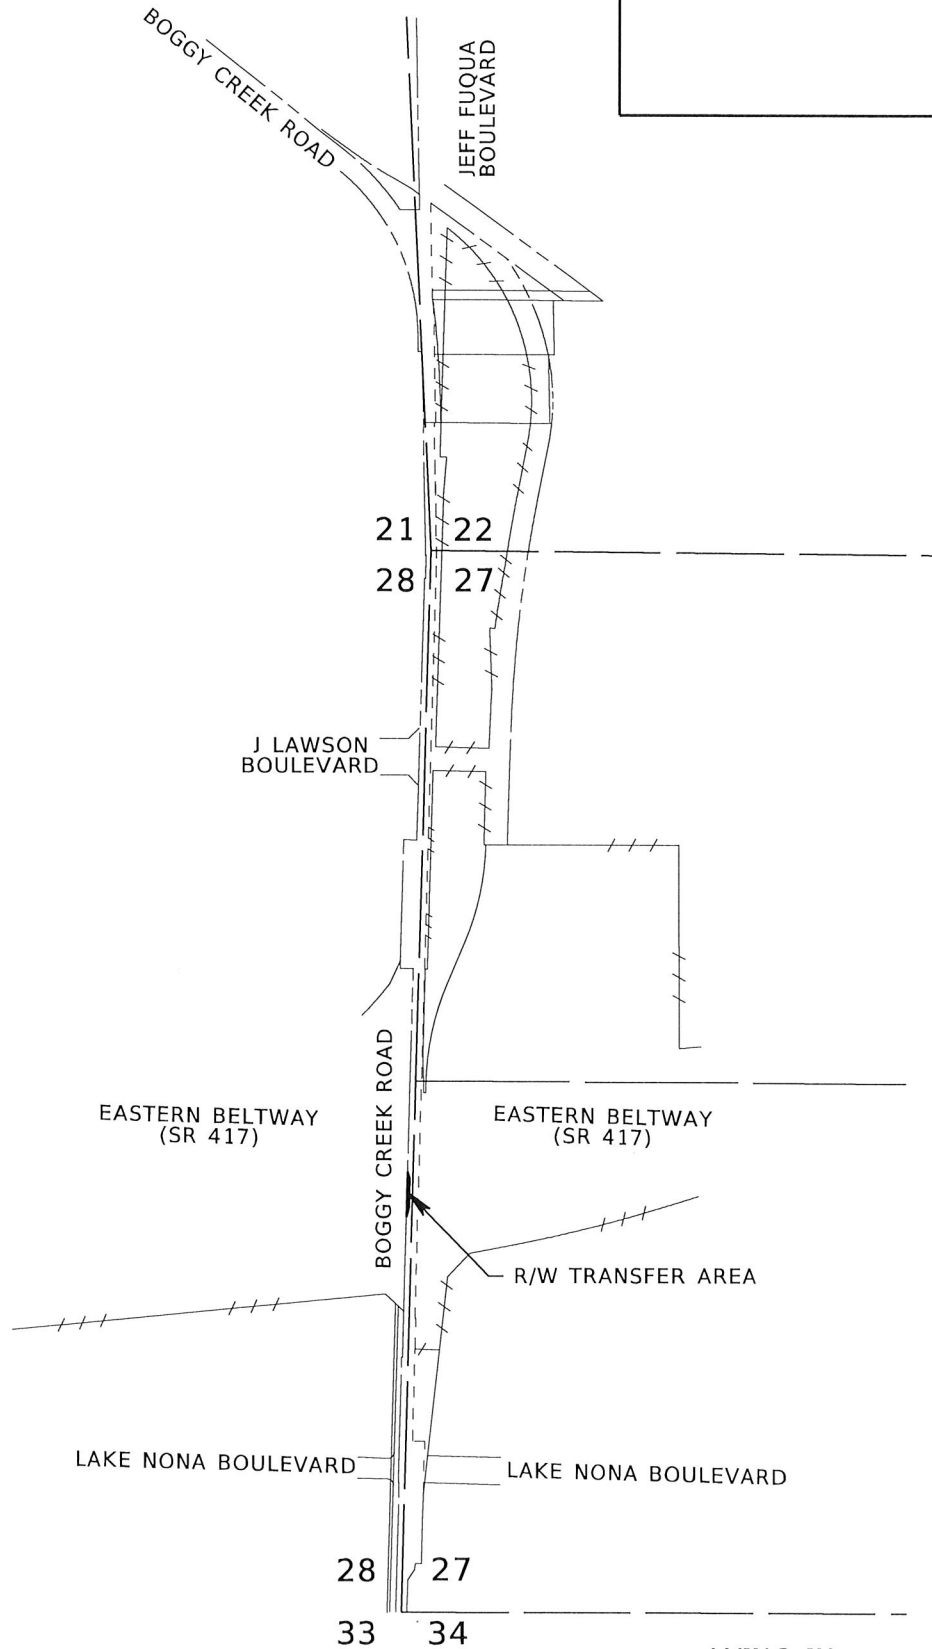 BOGGY CREEK ROAD
JEFF FUQUA
BOULEVARD
21 22
28 27
J LAWSON
BOULEVARD
BOGGY CREEK ROAD
EASTERN BELTWAY
(SR 417)
EASTERN BELTWAY
(SR 417)
R/W TRANSFER AREA
LAKE NONA BOULEVARD
LAKE NONA BOULEVARD
28 27
33 34